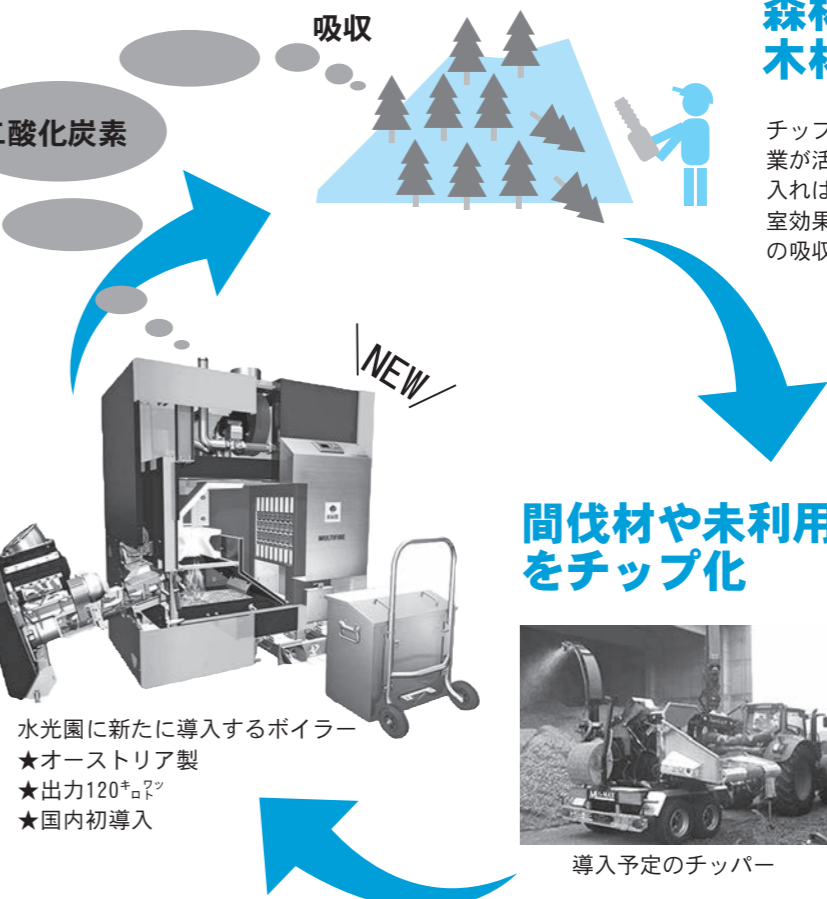 吸収
二酸化炭素
森林
木材
チップ
業が活
入れは
室効果
の吸収
NEW
MULTIFIRE
間伐材や未利用
をチップ化
水光園に新たに導入するボイラー
★オーストリア製
★出力120キロワット
★国内初導入
導入予定のチッパー